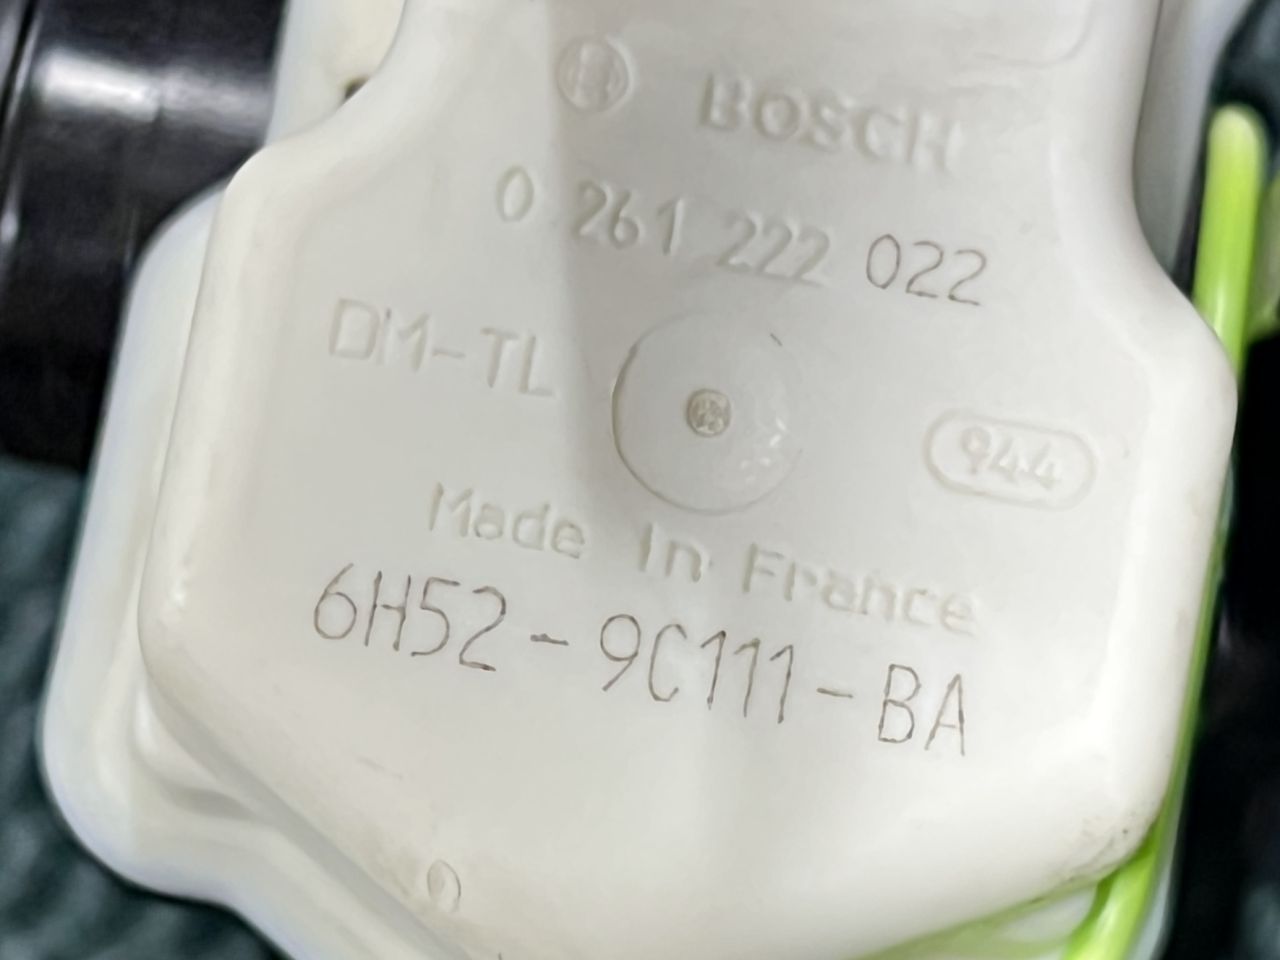 BOSCH
0 261 222 022
DM-TL
944
Made in France
6H52-9C111-BA